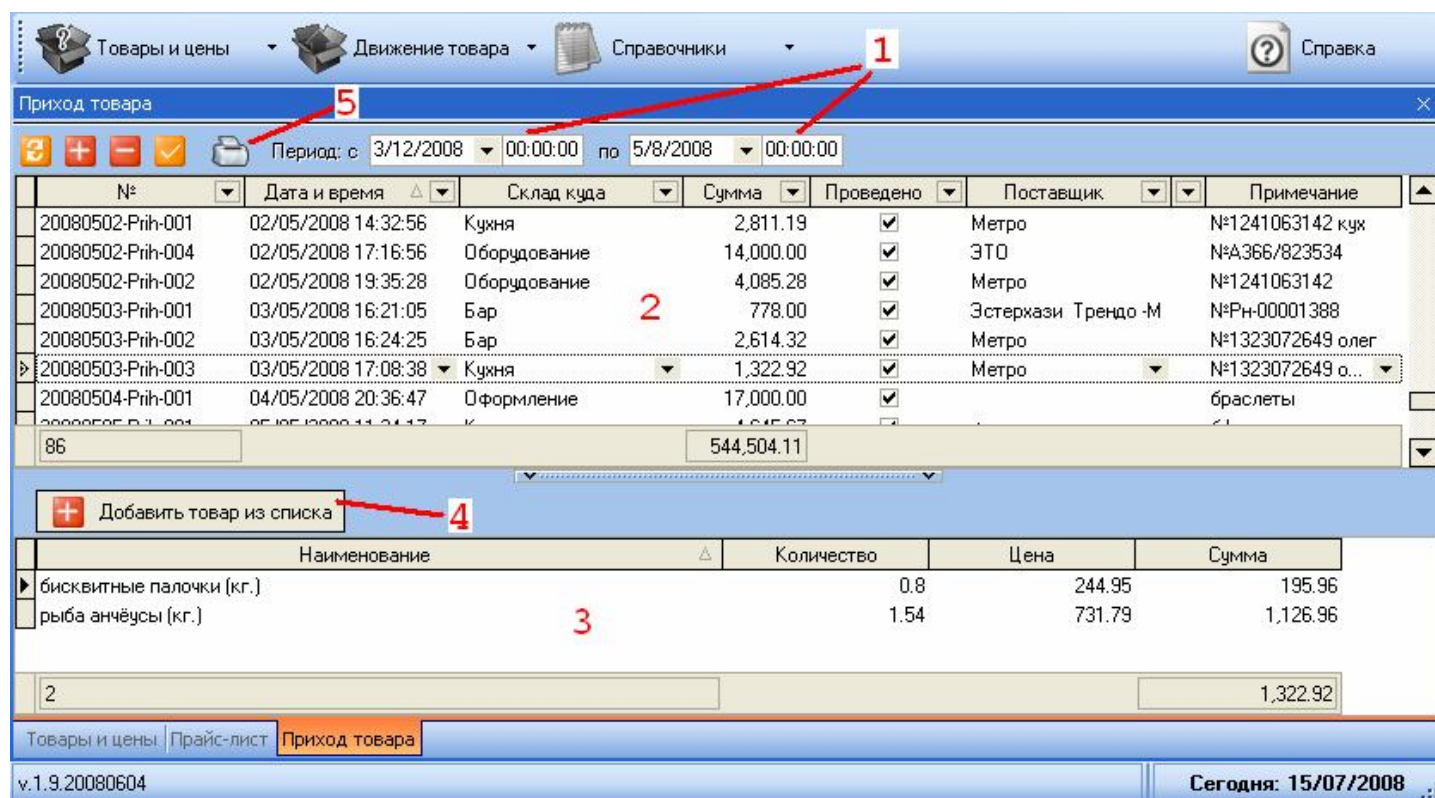 Товары и цены Движение товара Справочники 1 Справка
Приход товара
5
Период: с 3/12/2008 00:00:00 по 5/8/2008 00:00:00
№ Дата и время Склад куда Сумма Проведено Поставщик Примечание
20080502-Prih-001 02/05/2008 14:32:56 Кухня 2,811.19 Метро №1241063142 кух
20080502-Prih-004 02/05/2008 17:16:56 Оборудование 14,000.00 ЭТО №А366/823534
20080502-Prih-002 02/05/2008 19:35:28 Оборудование 4,085.28 Метро №1241063142
2
20080503-Prih-001 03/05/2008 16:21:05 Бар 778.00 Эстерхази Трендо -М №Рн-00001388
20080503-Prih-002 03/05/2008 16:24:25 Бар 2,614.32 Метро №1323072649 олег
20080503-Prih-003 03/05/2008 17:08:38 Кухня 1,322.92 Метро №1323072649 о...
20080504-Prih-001 04/05/2008 20:36:47 Оформление 17,000.00 браслеты
86 544,504.11
Добавить товар из списка 4
Наименование Количество Цена Сумма
бисквитные палочки (кг.) 0.8 244.95 195.96
рыба анчёусы (кг.) 1.54 731.79 1,126.96
3
2 1,322.92
Товары и цены Прайс-лист Приход товара
v.1.9.20080604 Сегодня: 15/07/2008